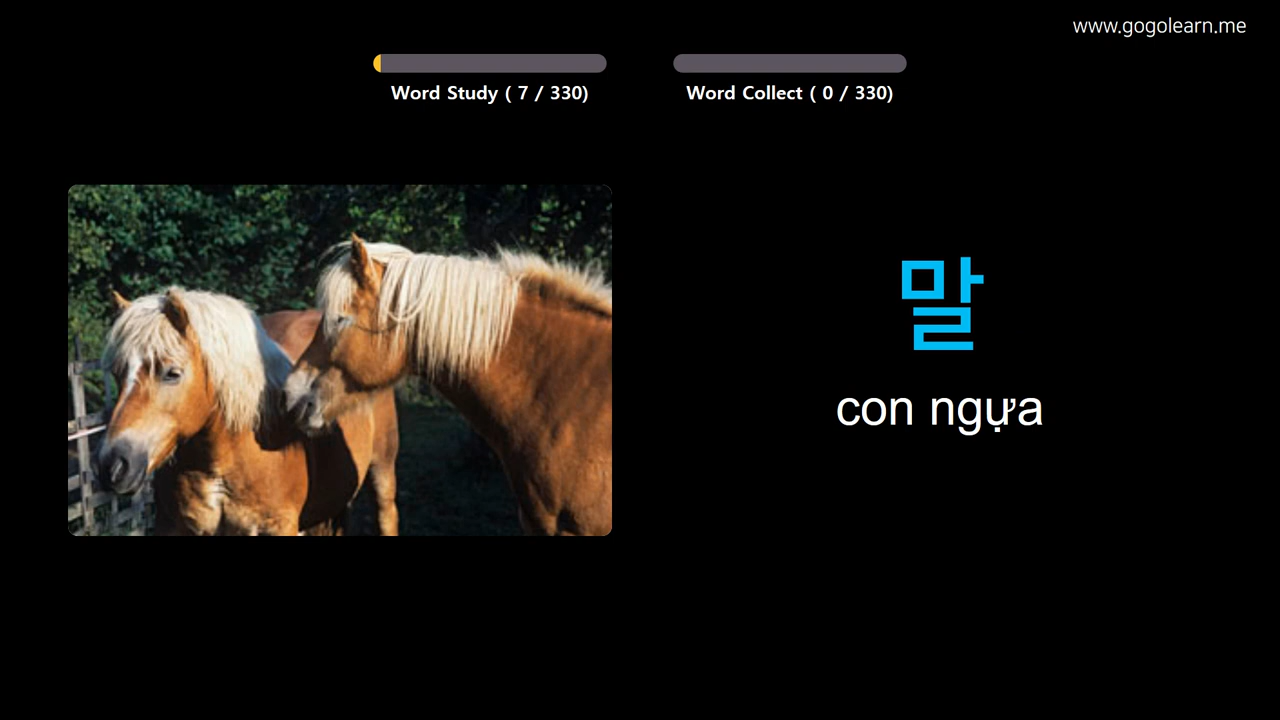 www.gogolearn.me
Word Study ( 7 / 330)
Word Collect ( 0 / 330)
말
con ngựa